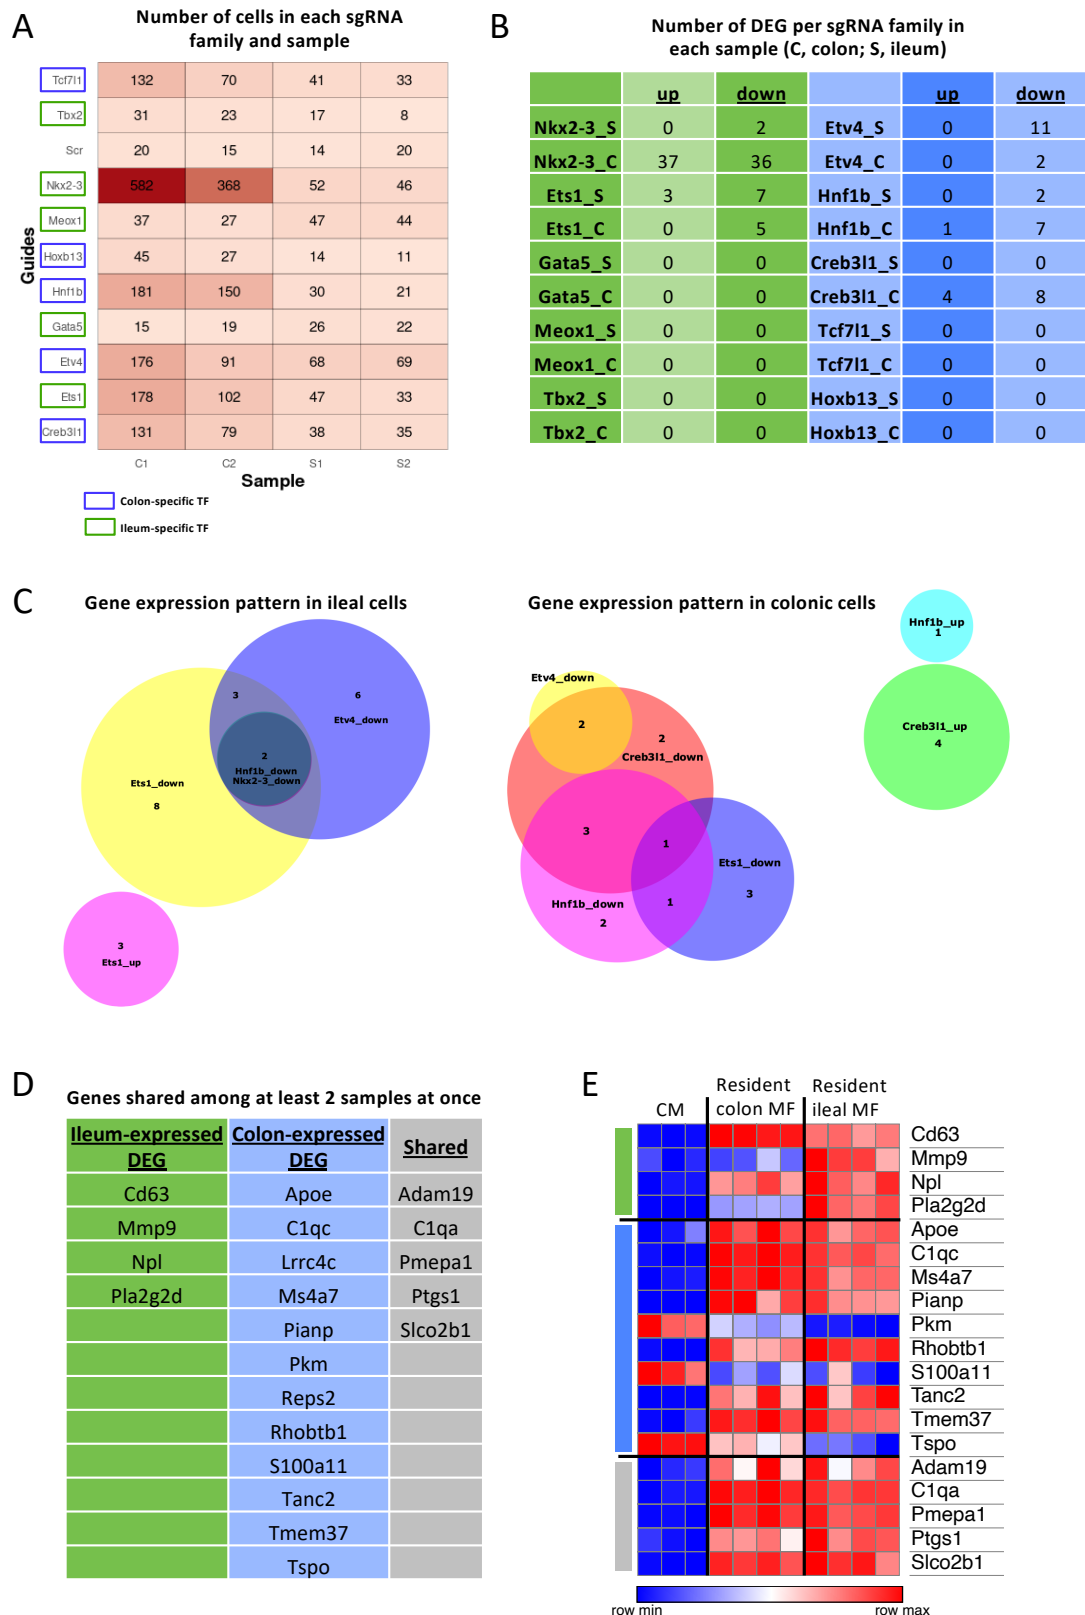 A
Number of cells in each sgRNA
family and sample
Guides
Tcf7l1 132 70 41 33
Tbx2 31 23 17 8
Scr 20 15 14 20
Nkx2-3 582 368 52 46
Meox1 37 27 47 44
Hoxb13 45 27 14 11
Hnf1b 181 150 30 21
Gata5 15 19 26 22
Etv4 176 91 68 69
Ets1 178 102 47 33
Creb3l1 131 79 38 35
C1 C2 S1 S2
Sample
Colon-specific TF
Ileum-specific TF
B
Number of DEG per sgRNA family in
each sample (C, colon; S, ileum)
up down up down
Nkx2-3_S 0 2 Etv4_S 0 11
Nkx2-3_C 37 36 Etv4_C 0 2
Ets1_S 3 7 Hnf1b_S 0 2
Ets1_C 0 5 Hnf1b_C 1 7
Gata5_S 0 0 Creb3l1_S 0 0
Gata5_C 0 0 Creb3l1_C 4 8
Meox1_S 0 0 Tcf7l1_S 0 0
Meox1_C 0 0 Tcf7l1_C 0 0
Tbx2_S 0 0 Hoxb13_S 0 0
Tbx2_C 0 0 Hoxb13_C 0 0
C
Gene expression pattern in ileal cells
3
6
Etv4_down
2
Hnf1b_down
Nkx2-3_down
Ets1_down
8
3
Ets1_up
Gene expression pattern in colonic cells
Hnf1b_up
1
Etv4_down
2
2
Creb3l1_down
Creb3l1_up
4
3
1
Ets1_down
3
Hnf1b_down
2
1
D
Genes shared among at least 2 samples at once
Ileum-expressed DEG Colon-expressed DEG Shared
Cd63 Apoe Adam19
Mmp9 C1qc C1qa
Npl Lrrc4c Pmepa1
Pla2g2d Ms4a7 Ptgs1
Pianp Slco2b1
Pkm
Reps2
Rhobtb1
S100a11
Tanc2
Tmem37
Tspo
E
CM
Resident
colon MF
Resident
ileal MF
Cd63
Mmp9
Npl
Pla2g2d
Apoe
C1qc
Ms4a7
Pianp
Pkm
Rhobtb1
S100a11
Tanc2
Tmem37
Tspo
Adam19
C1qa
Pmepa1
Ptgs1
Slco2b1
row min row max